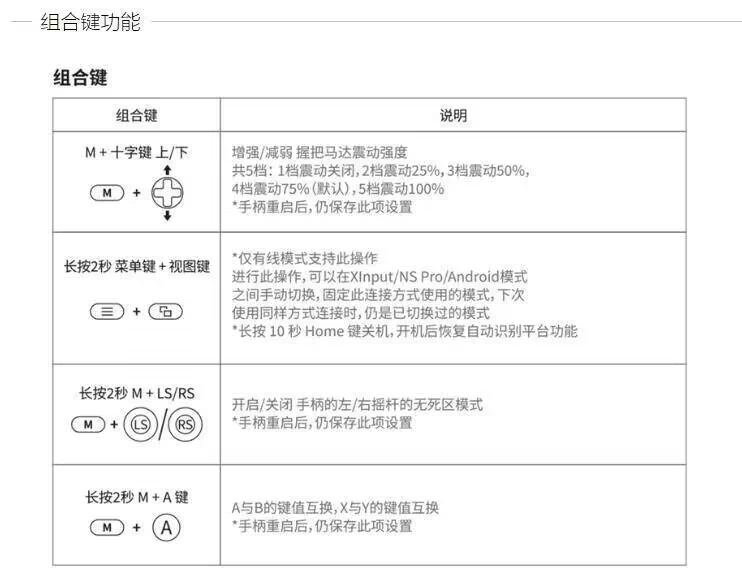 组合键功能
组合键
组合键
说明
M + 十字键 上/下
M +
增强/减弱 握把马达震动强度
共5档：1档震动关闭，2档震动25%，3档震动50%，
4档震动75%（默认），5档震动100%
*手柄重启后，仍保存此项设置
长按2秒 菜单键 + 视图键
+
*仅有线模式支持此操作
进行此操作，可以在XInput/NS Pro/Android模式
之间手动切换，固定此连接方式使用的模式，下次
使用同样方式连接时，仍是已切换过的模式
*长按 10 秒 Home 键关机，开机后恢复自动识别平台功能
长按2秒 M + LS/RS
M + LS/RS
开启/关闭 手柄的左/右摇杆的无死区模式
*手柄重启后，仍保存此项设置
长按2秒 M + A 键
M + A
A与B的键值互换，X与Y的键值互换
*手柄重启后，仍保存此项设置